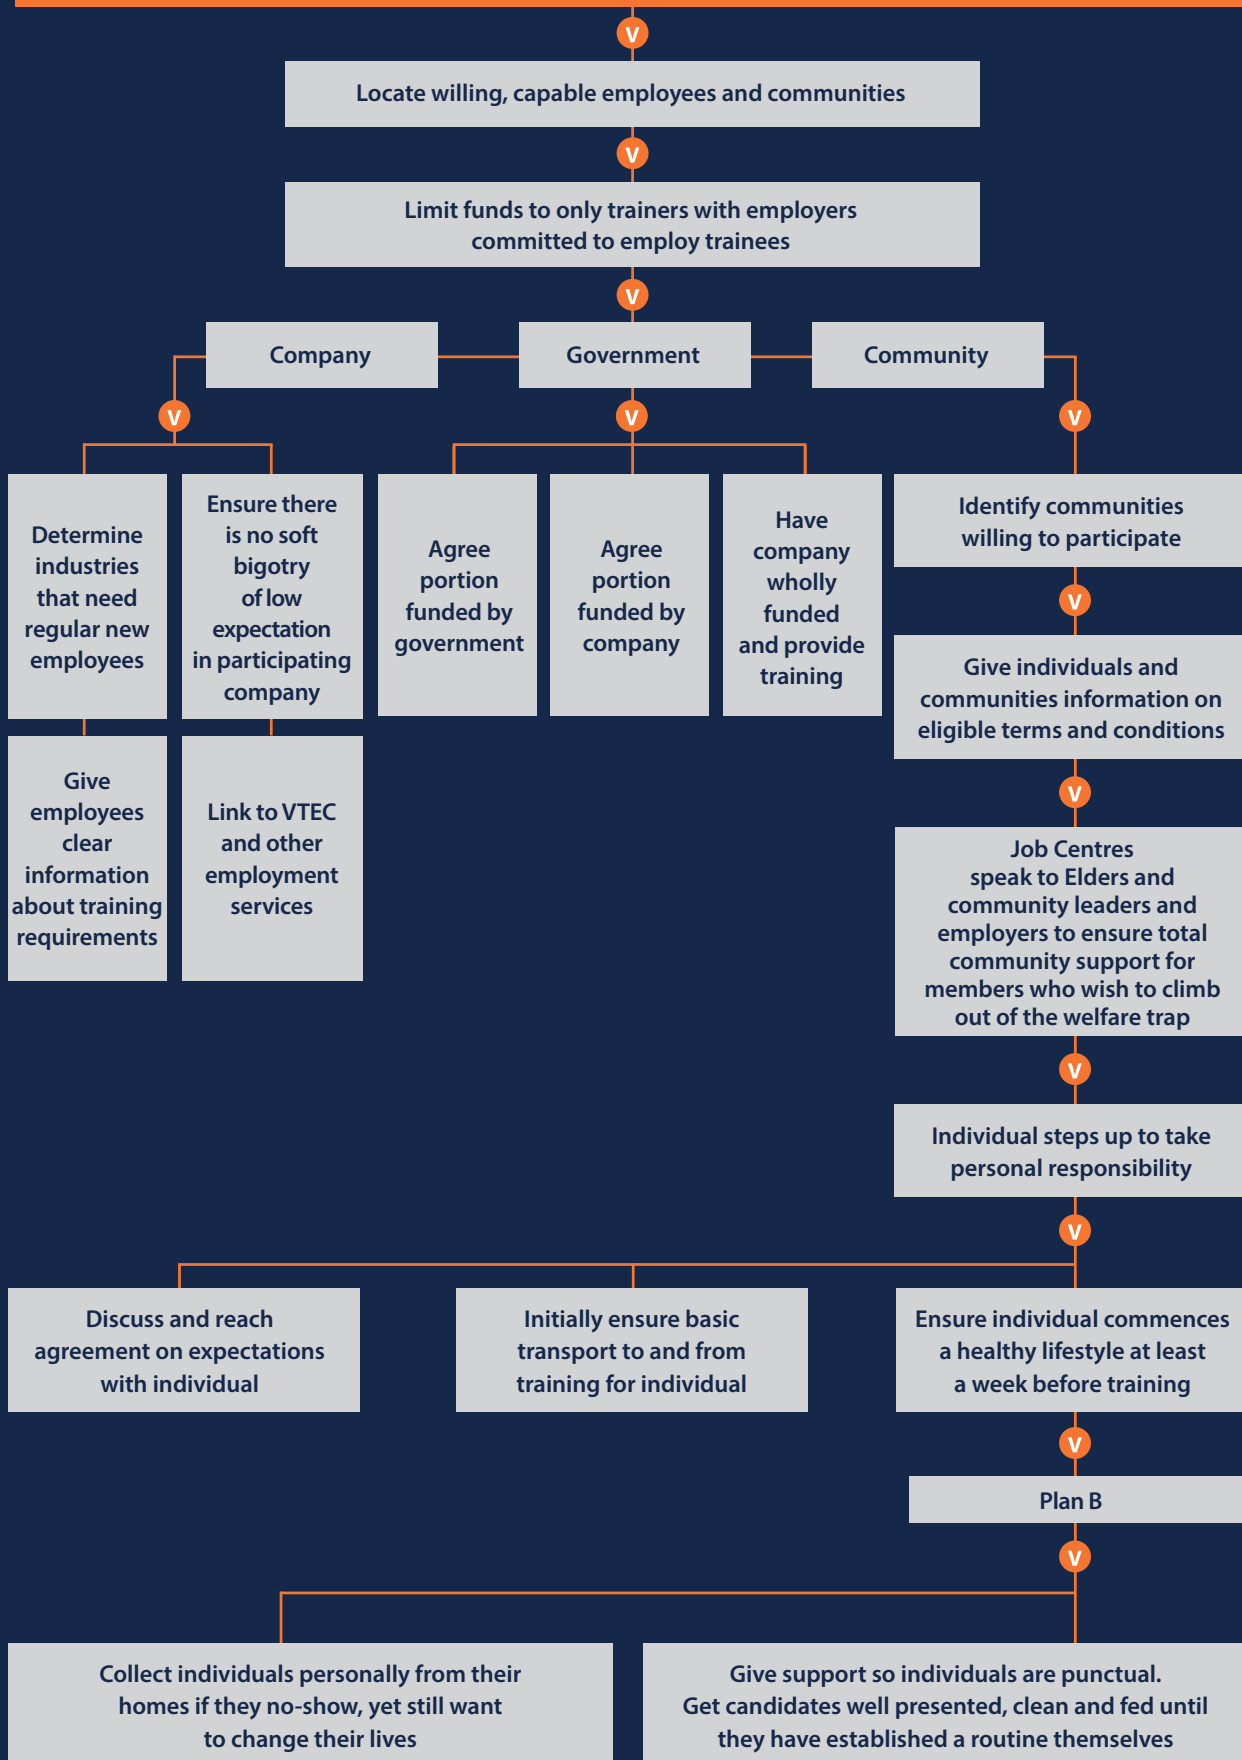 V
Locate willing, capable employees and communities
V
Limit funds to only trainers with employers
committed to employ trainees
V
Company
Government
Community
V
V
V
Determine
industries
that need
regular new
employees
Ensure there
is no soft
bigotry
of low
expectation
in participating
company
Agree
portion
funded by
government
Agree
portion
funded by
company
Have
company
wholly
funded
and provide
training
Identify communities
willing to participate
V
Give individuals and
communities information on
eligible terms and conditions
Give
employees
clear
information
about training
requirements
Link to VTEC
and other
employment
services
V
Job Centres
speak to Elders and
community leaders and
employers to ensure total
community support for
members who wish to climb
out of the welfare trap
V
Individual steps up to take
personal responsibility
V
Discuss and reach
agreement on expectations
with individual
Initially ensure basic
transport to and from
training for individual
Ensure individual commences
a healthy lifestyle at least
a week before training
V
Plan B
V
Collect individuals personally from their
homes if they no-show, yet still want
to change their lives
Give support so individuals are punctual.
Get candidates well presented, clean and fed until
they have established a routine themselves